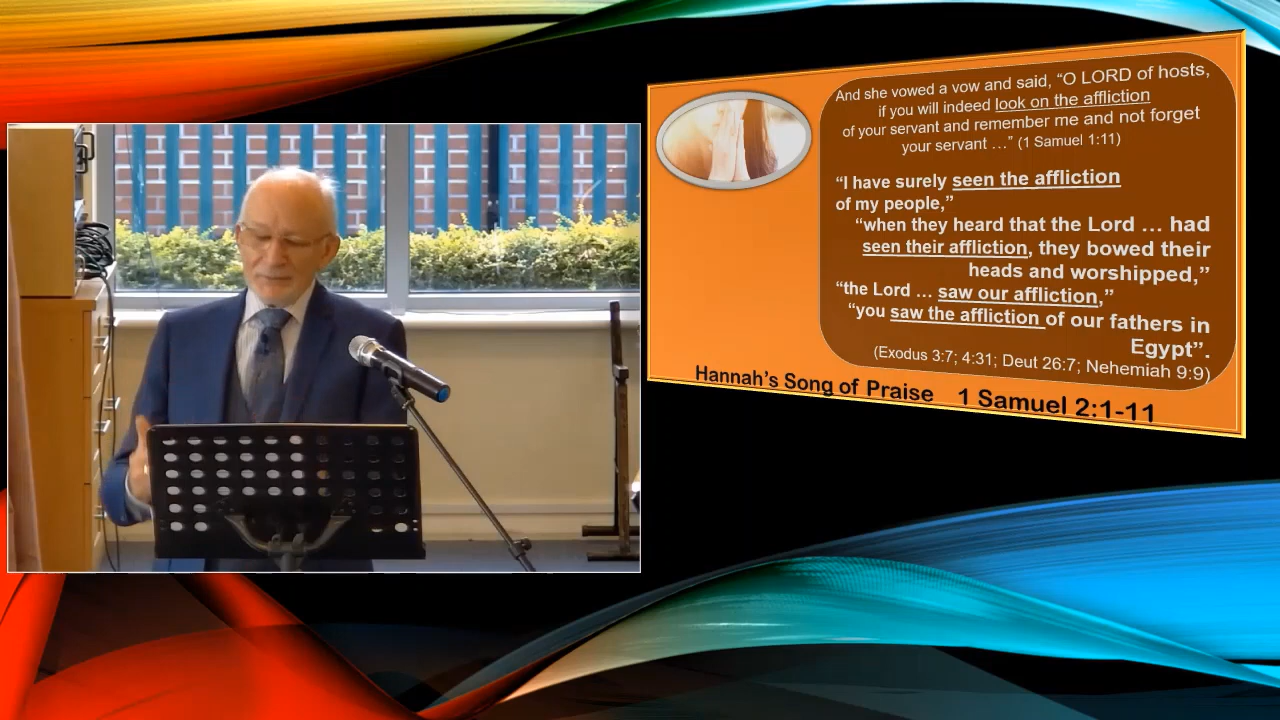 And she vowed a vow and said, “O LORD of hosts,
if you will indeed look on the affliction
of your servant and remember me and not forget
your servant …” (1 Samuel 1:11)
“I have surely seen the affliction
of my people,”
“when they heard that the Lord … had
seen their affliction, they bowed their
heads and worshipped,”
“the Lord … saw our affliction,”
“you saw the affliction of our fathers in
Egypt”.
(Exodus 3:7; 4:31; Deut 26:7; Nehemiah 9:9)
Hannah’s Song of Praise 1 Samuel 2:1-11